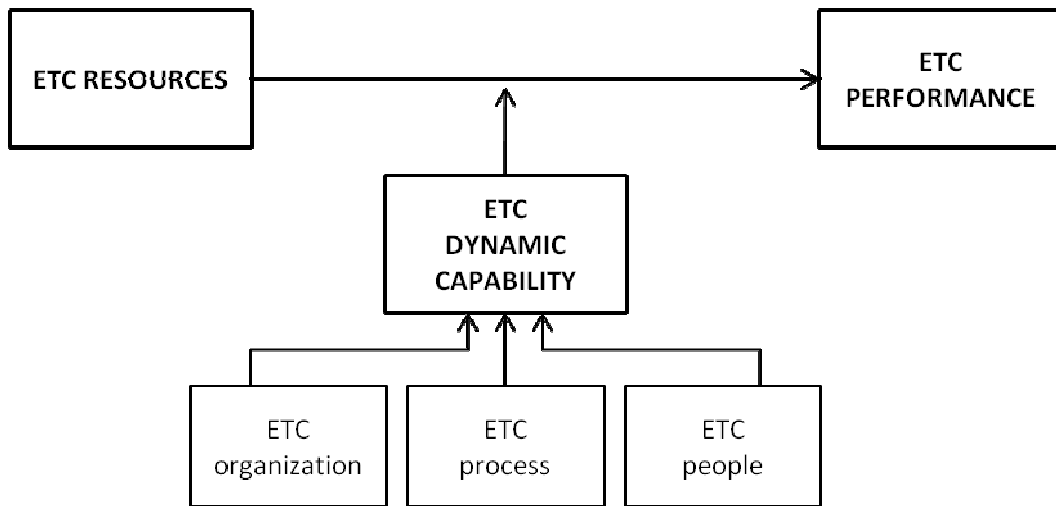 ETC RESOURCES
ETC
PERFORMANCE
ETC
DYNAMIC
CAPABILITY
ETC
organization
ETC
process
ETC
people